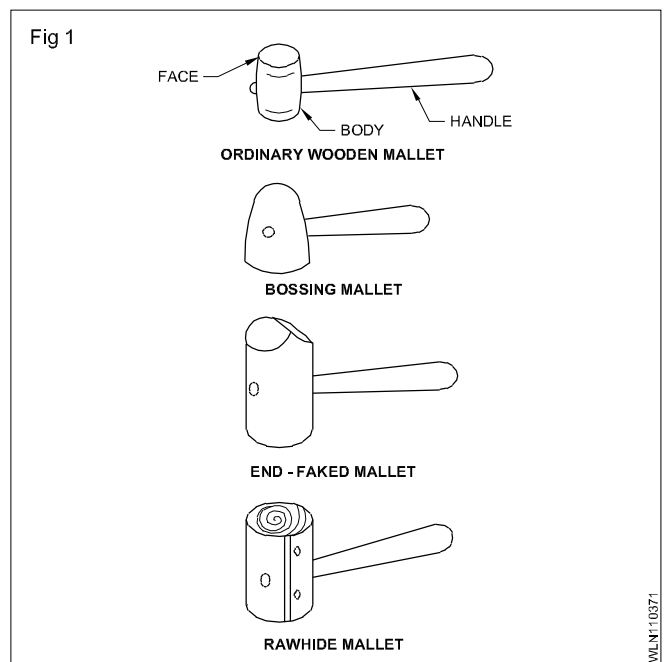 Fig 1
FACE
BODY
HANDLE
ORDINARY WOODEN MALLET
BOSSING MALLET
END - FAKED MALLET
RAWHIDE MALLET
WLN110371